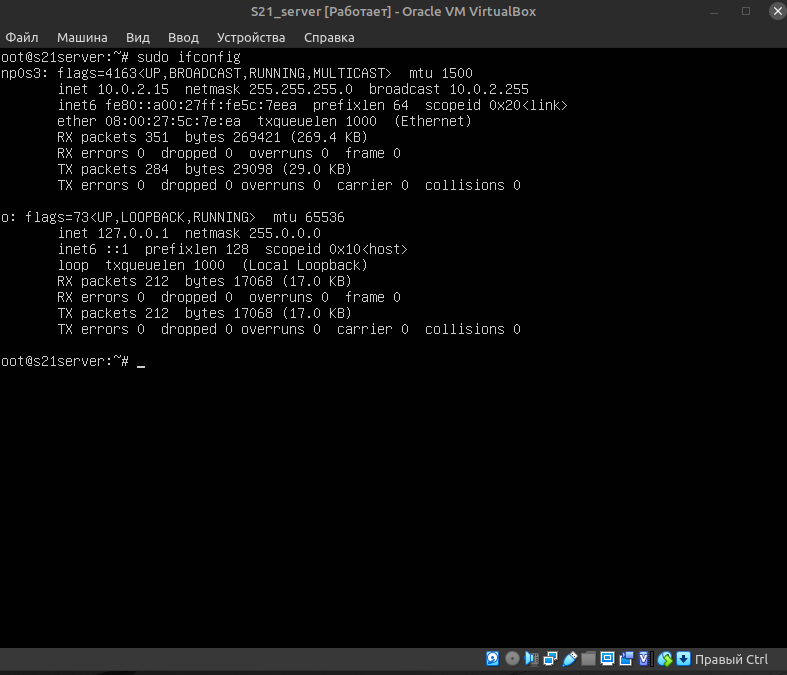 S21_server [Работает] - Oracle VM VirtualBox
Файл Машина Вид Ввод Устройства Справка
oot@s21server:~# sudo ifconfig
np0s3: flags=4163<UP,BROADCAST,RUNNING,MULTICAST>  mtu 1500
inet 10.0.2.15  netmask 255.255.255.0  broadcast 10.0.2.255
inet6 fe80::a00:27ff:fe5c:7eea  prefixlen 64  scopeid 0x20<link>
ether 08:00:27:5c:7e:ea  txqueuelen 1000  (Ethernet)
RX packets 351  bytes 269421 (269.4 KB)
RX errors 0  dropped 0  overruns 0  frame 0
TX packets 284  bytes 29098 (29.0 KB)
TX errors 0  dropped 0 overruns 0  carrier 0  collisions 0
o: flags=73<UP,LOOPBACK,RUNNING>  mtu 65536
inet 127.0.0.1  netmask 255.0.0.0
inet6 ::1  prefixlen 128  scopeid 0x10<host>
loop  txqueuelen 1000  (Local Loopback)
RX packets 212  bytes 17068 (17.0 KB)
RX errors 0  dropped 0  overruns 0  frame 0
TX packets 212  bytes 17068 (17.0 KB)
TX errors 0  dropped 0 overruns 0  carrier 0  collisions 0
oot@s21server:~# _
Правый Ctrl